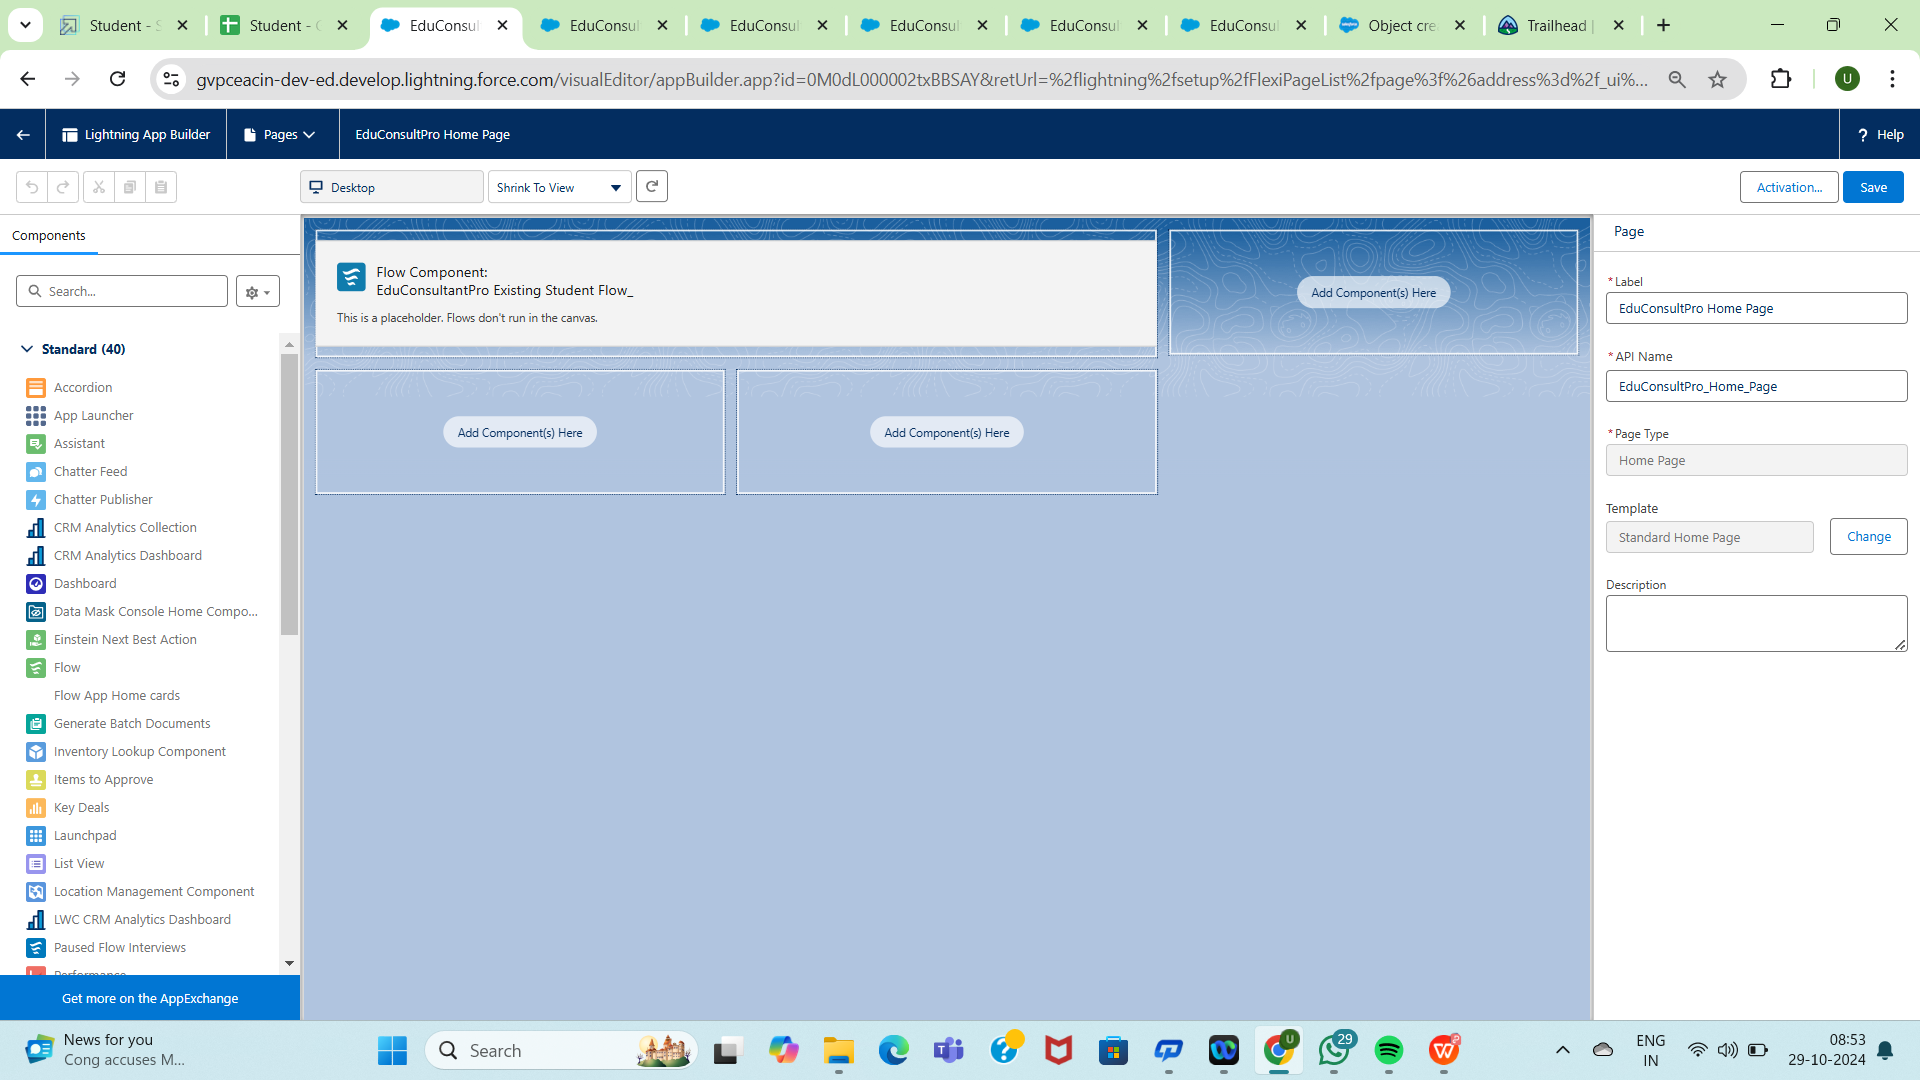 Student - S
Student - C
EduConsul
EduConsul
EduConsul
EduConsul
EduConsul
EduConsul
Object cre
Trailhead |
gvpceacin-dev-ed.develop.lightning.force.com/visualEditor/appBuilder.app?id=0M0dL000002txBBSAY&retUrl=%2flightning%2fsetup%2fFlexiPageList%2fpage%3f%26address%3d%2f_ui%...
U
Lightning App Builder
Pages
EduConsultPro Home Page
? Help
Desktop
Shrink To View
Activation...
Save
Components
Search...
Standard (40)
Accordion
App Launcher
Assistant
Chatter Feed
Chatter Publisher
CRM Analytics Collection
CRM Analytics Dashboard
Dashboard
Data Mask Console Home Compo...
Einstein Next Best Action
Flow
Flow App Home cards
Generate Batch Documents
Inventory Lookup Component
Items to Approve
Key Deals
Launchpad
List View
Location Management Component
LWC CRM Analytics Dashboard
Paused Flow Interviews
Performance
Get more on the AppExchange
Flow Component:
EduConsultantPro Existing Student Flow_
This is a placeholder. Flows don't run in the canvas.
Add Component(s) Here
Add Component(s) Here
Add Component(s) Here
Page
*Label
EduConsultPro Home Page
*API Name
EduConsultPro_Home_Page
*Page Type
Home Page
Template
Standard Home Page
Change
Description
News for you
Cong accuses M...
Search
U
29
ENG
IN
08:53
29-10-2024